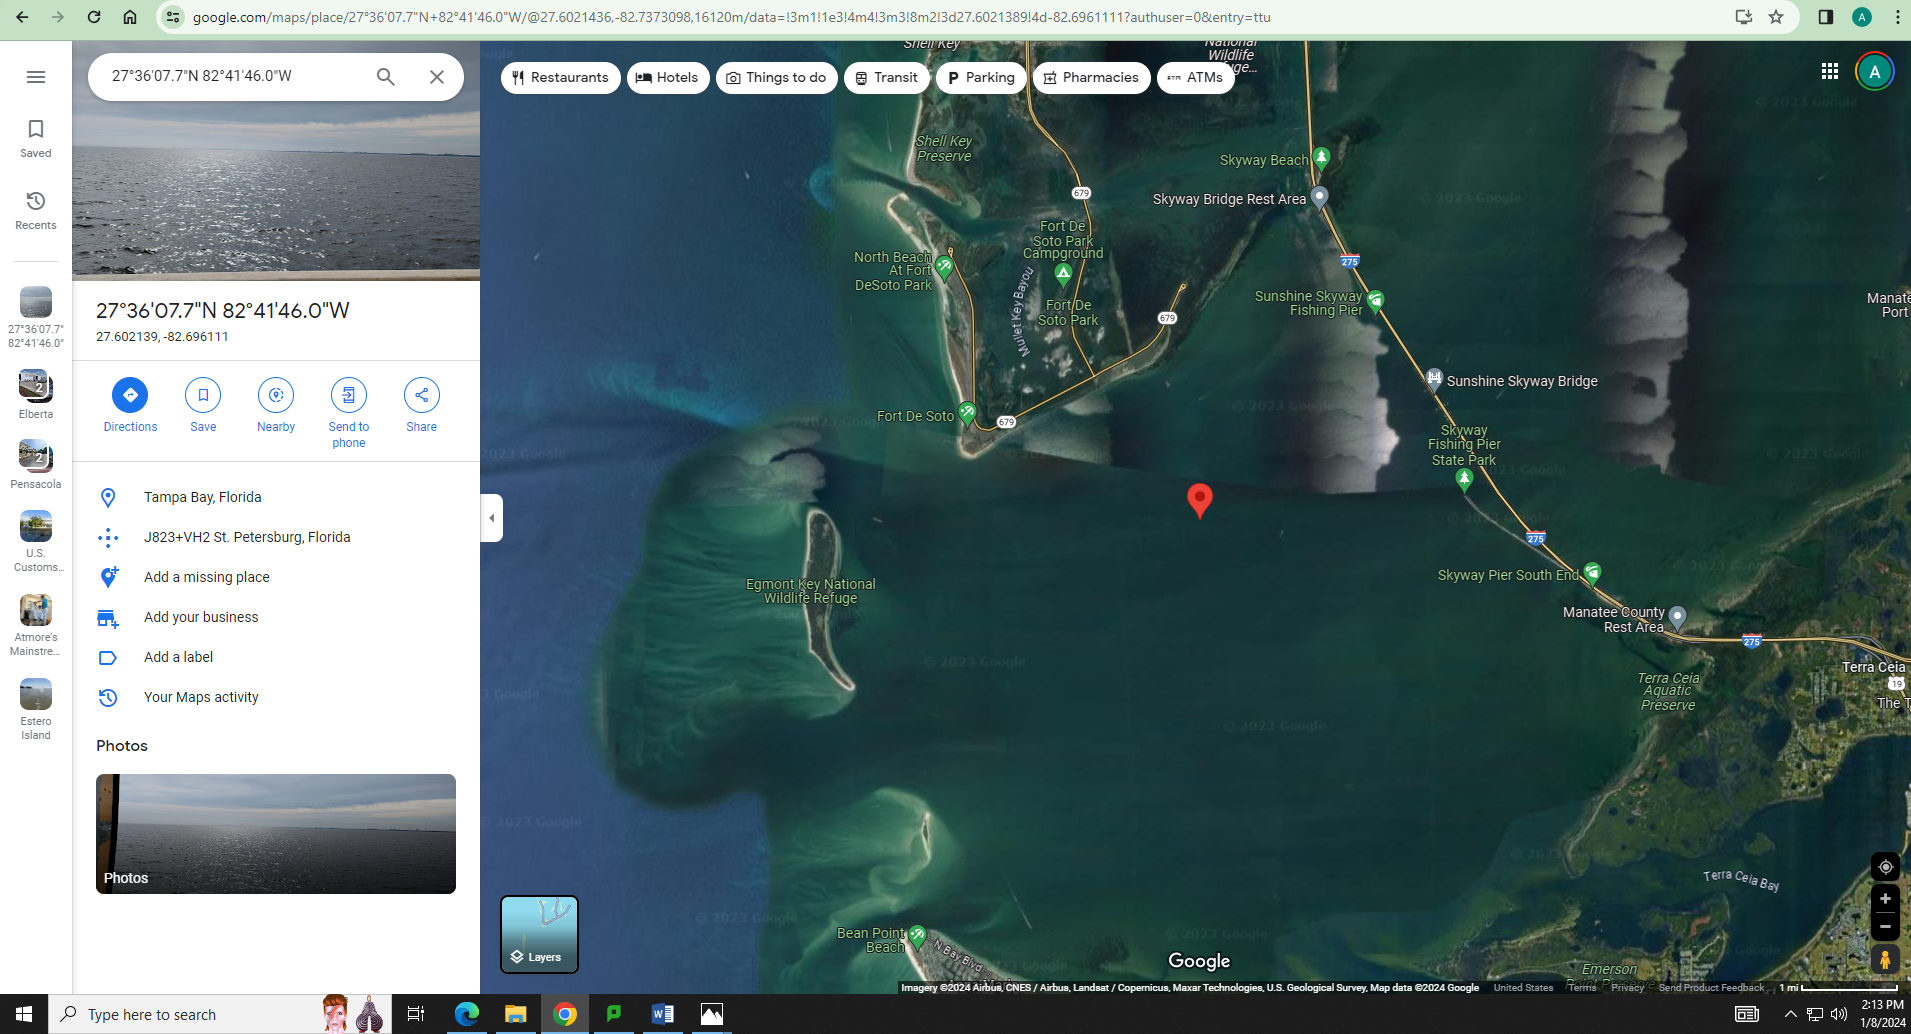 google.com/maps/place/27°36'07.7"N+82°41'46.0"W/@27.6021436,-82.7373098,16120m/data=!3m1!1e3!4m4!3m3!8m2!3d27.6021389!4d-82.6961111?authuser=0&entry=ttu
A
27°36'07.7"N 82°41'46.0"W
Restaurants
Hotels
Things to do
Transit
Parking
Pharmacies
ATMs
A
Saved
Recents
27°36'07.7"
82°41'46.0"
2
Elberta
2
Pensacola
U.S.
Customs...
Atmore's
Mainstre...
Estero
Island
27°36'07.7"N 82°41'46.0"W
27.602139, -82.696111
Directions
Save
Nearby
Send to
phone
Share
Tampa Bay, Florida
J823+VH2 St. Petersburg, Florida
Add a missing place
Add your business
Add a label
Your Maps activity
Photos
Photos
Shell Key
National
Wildlife
Shell Key
Preserve
679
Skyway Beach
Skyway Bridge Rest Area
Fort De
Soto Park
Campground
North Beach
At Fort
DeSoto Park
Mullet Key Bayou
Fort De
Soto Park
679
275
Sunshine Skyway
Fishing Pier
Manate
Port
Sunshine Skyway Bridge
Fort De Soto
679
Skyway
Fishing Pier
State Park
275
Egmont Key National
Wildlife Refuge
Skyway Pier South End
Manatee County
Rest Area
275
Terra Ceia
19
The T
Terra Ceia
Aquatic
Preserve
Terra Ceia Bay
Bean Point
Beach
N Bay Blvd
Emerson
Point Preserve
© 2023 Google
Layers
Google
Imagery ©2024 Airbus, CNES / Airbus, Landsat / Copernicus, Maxar Technologies, U.S. Geological Survey, Map data ©2024 Google
United States
Terms
Privacy
Send Product Feedback
1 mi
Type here to search
2:13 PM
1/8/2024